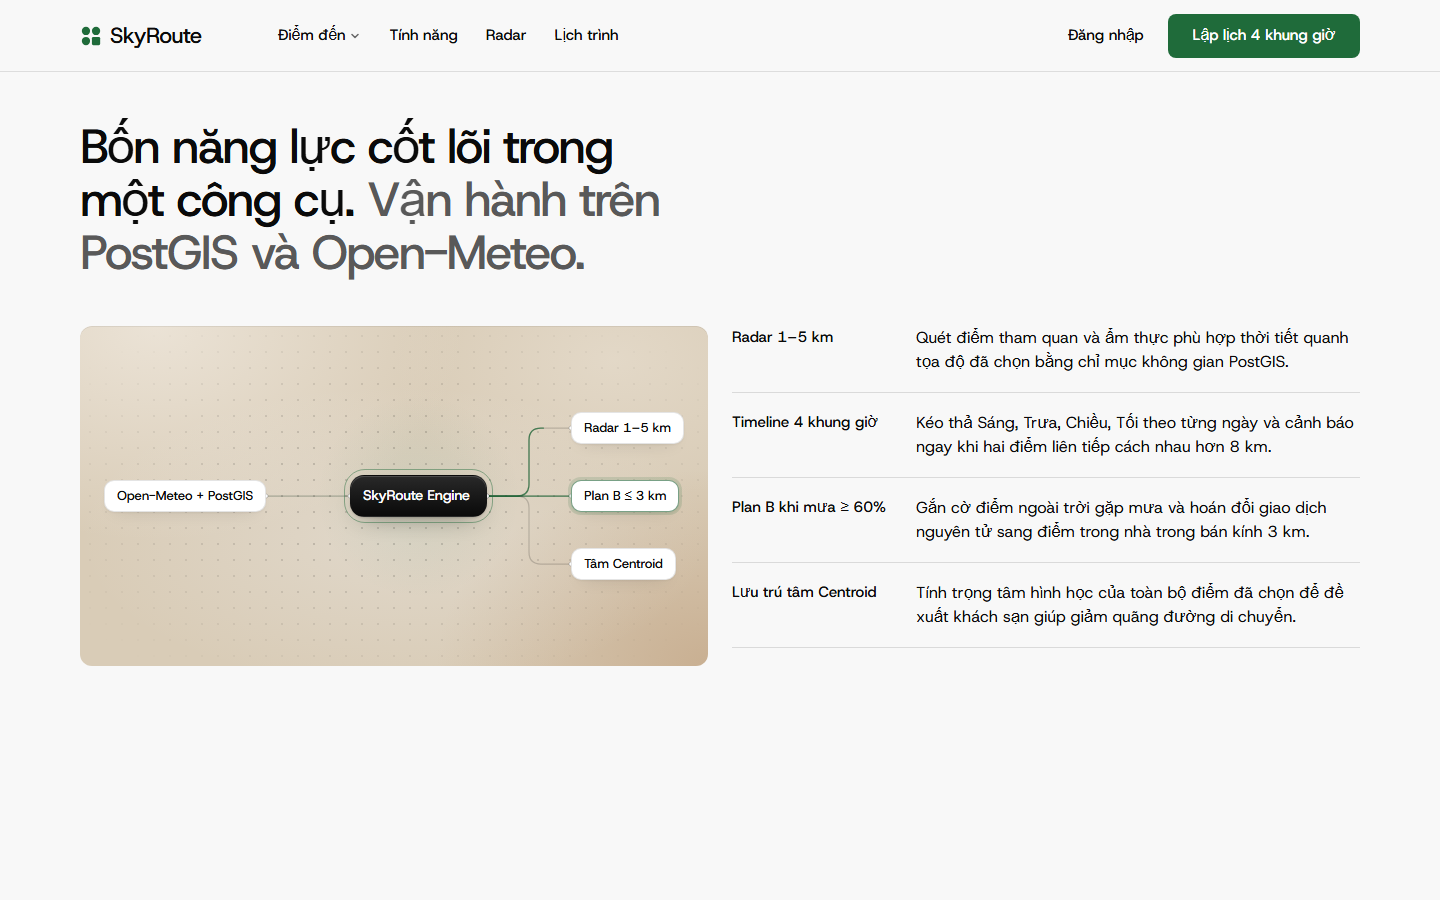 SkyRoute
Điểm đến
Tính năng
Radar
Lịch trình
Đăng nhập
Lập lịch 4 khung giờ
Bốn năng lực cốt lõi trong
một công cụ. Vận hành trên
PostGIS và Open-Meteo.
Open-Meteo + PostGIS
SkyRoute Engine
Radar 1–5 km
Plan B ≤ 3 km
Tâm Centroid
Radar 1–5 km
Quét điểm tham quan và ẩm thực phù hợp thời tiết quanh
tọa độ đã chọn bằng chỉ mục không gian PostGIS.
Timeline 4 khung giờ
Kéo thả Sáng, Trưa, Chiều, Tối theo từng ngày và cảnh báo
ngay khi hai điểm liên tiếp cách nhau hơn 8 km.
Plan B khi mưa ≥ 60%
Gắn cờ điểm ngoài trời gặp mưa và hoán đổi giao dịch
nguyên tử sang điểm trong nhà trong bán kính 3 km.
Lưu trú tâm Centroid
Tính trọng tâm hình học của toàn bộ điểm đã chọn để đề
xuất khách sạn giúp giảm quãng đường di chuyển.